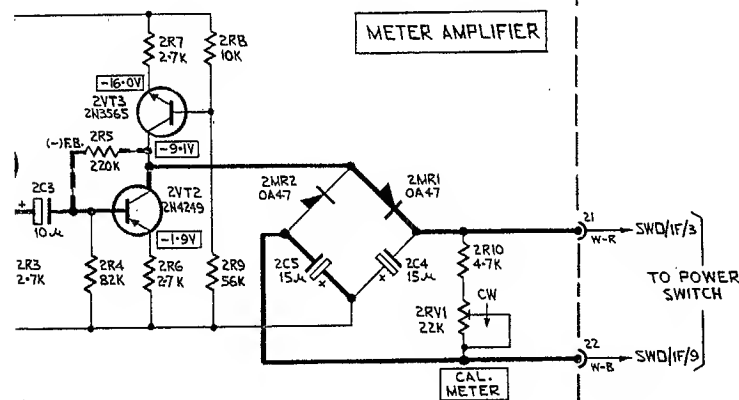 METER AMPLIFIER
2R7
2.7K
2R8
10K
-16.0V
2VT3
2N3565
(-)F.B.
2R5
220K
-9.1V
)
+
2C3
10µ
2VT2
2N4249
-1.9V
2R3
2.7K
2R4
82K
2R6
2.7K
2R9
56K
2MR2
OA47
2MR1
OA47
2C5
15µ
+
2C4
15µ
+
2R10
4.7K
CW
2RV1
22K
CAL.
METER
21
W-R
SWD/1F/3
TO POWER
SWITCH
22
W-B
SWD/1F/9